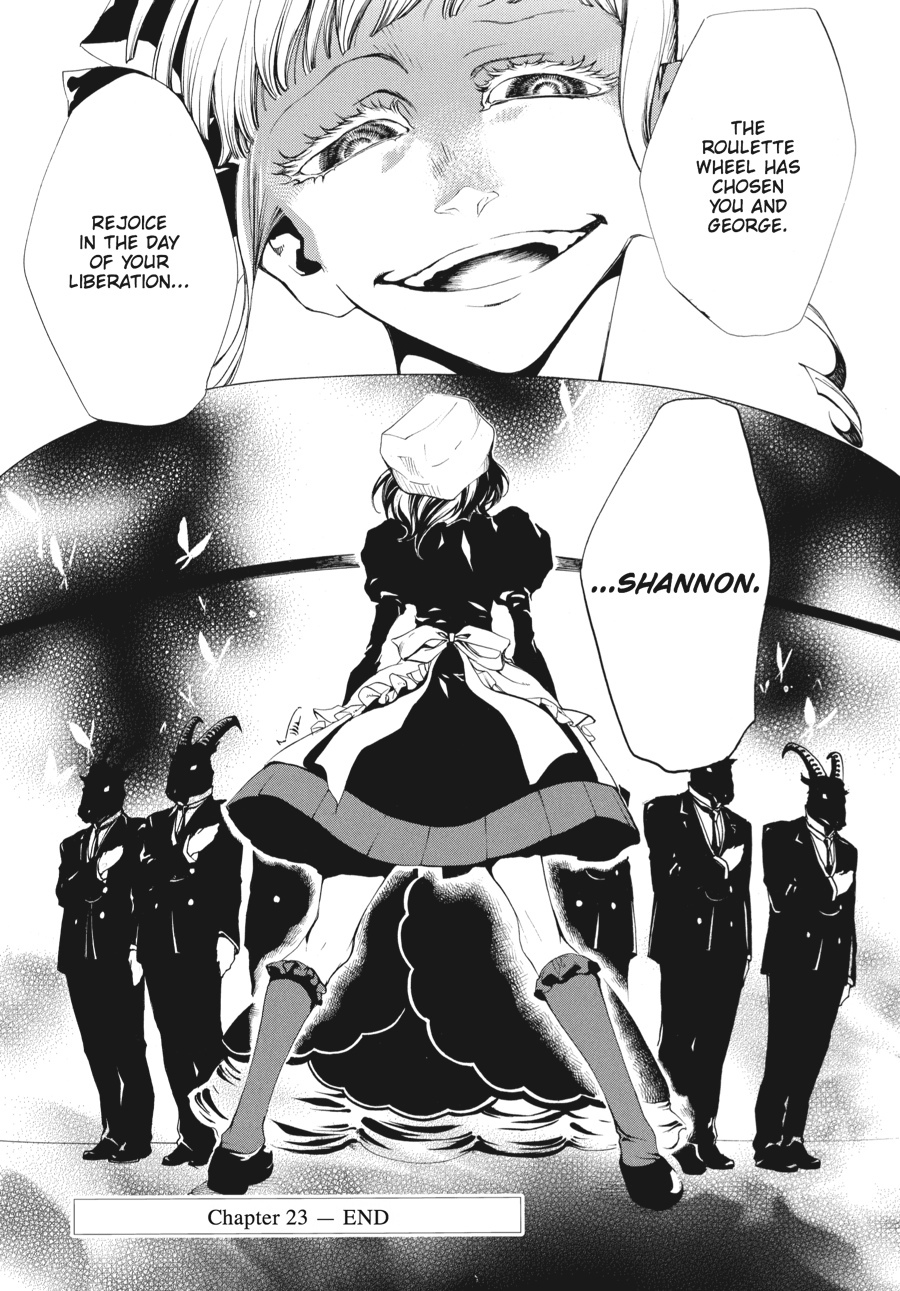 THE
ROULETTE
WHEEL HAS
CHOSEN
YOU AND
GEORGE.
REJOICE
IN THE DAY
OF YOUR
LIBERATION...
...SHANNON.
Chapter 23 — END